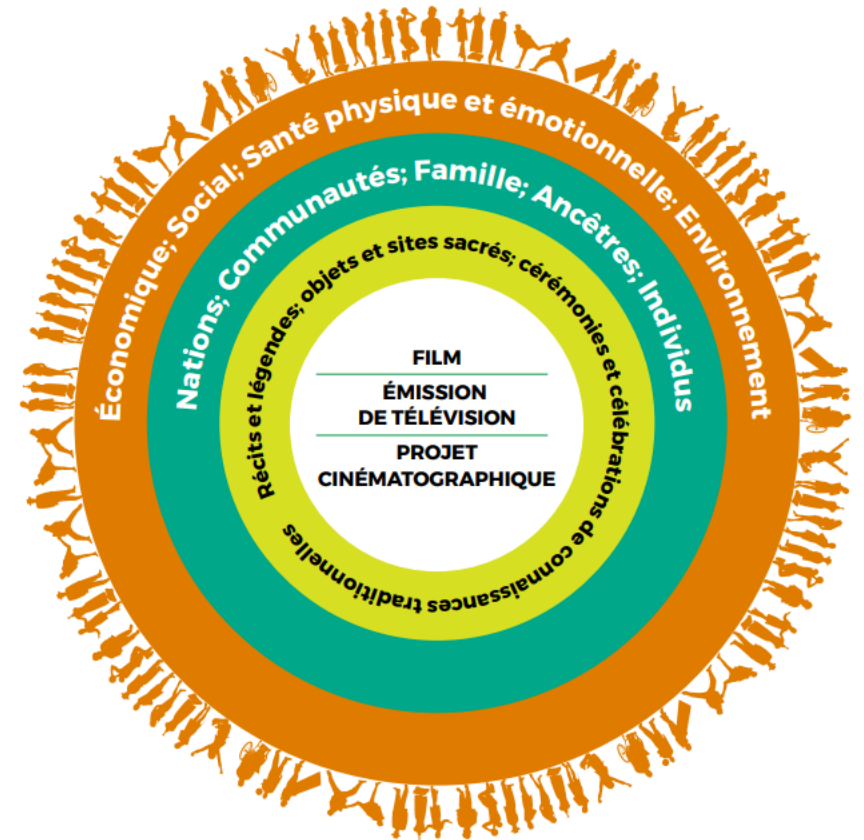 Économique; Social; Santé physique et émotionnelle; Environnement
Nations; Communautés; Famille; Ancêtres; Individus
Récits et légendes; objets et sites sacrés; cérémonies et célébrations de connaissances traditionnelles
FILM
ÉMISSION
DE TÉLÉVISION
PROJET
CINÉMATOGRAPHIQUE